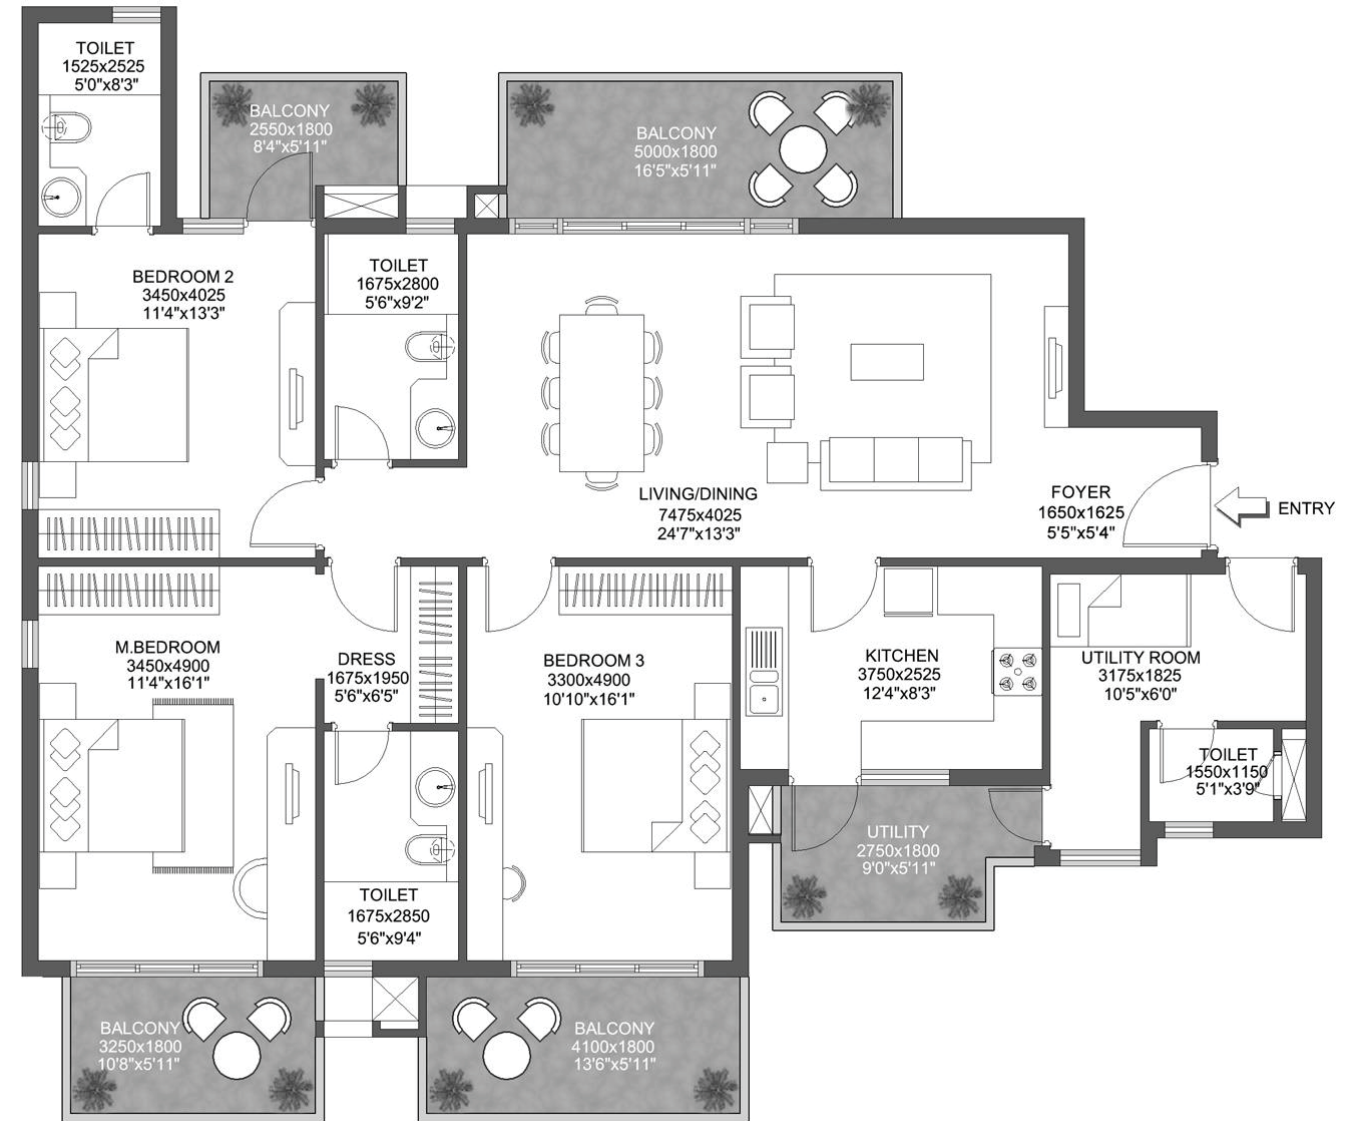 TOILET
1525x2525
5'0"x8'3"
BALCONY
2550x1800
8'4"x5'11"
BALCONY
5000x1800
16'5"x5'11"
BEDROOM 2
3450x4025
11'4"x13'3"
TOILET
1675x2800
5'6"x9'2"
LIVING/DINING
7475x4025
24'7"x13'3"
FOYER
1650x1625
5'5"x5'4"
ENTRY
M.BEDROOM
3450x4900
11'4"x16'1"
DRESS
1675x1950
5'6"x6'5"
BEDROOM 3
3300x4900
10'10"x16'1"
KITCHEN
3750x2525
12'4"x8'3"
UTILITY ROOM
3175x1825
10'5"x6'0"
TOILET
1550x1150
5'1"x3'9"
UTILITY
2750x1800
9'0"x5'11"
TOILET
1675x2850
5'6"x9'4"
BALCONY
3250x1800
10'8"x5'11"
BALCONY
4100x1800
13'6"x5'11"